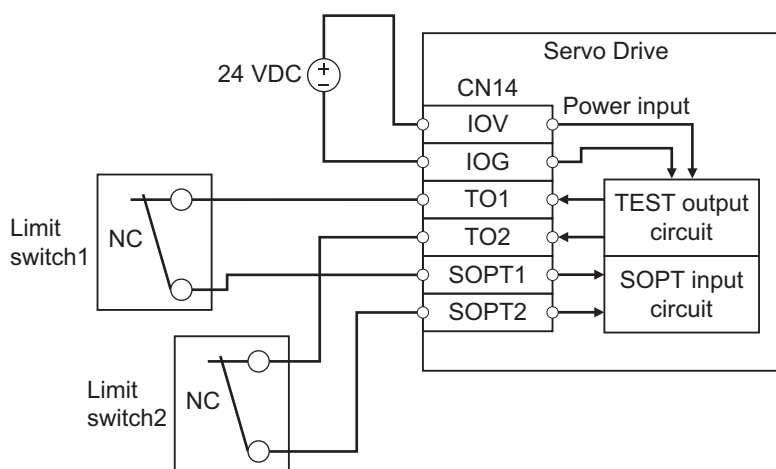 Servo Drive
24 VDC
+
−
CN14
Power input
IOV
IOG
TO1
TO2
SOPT1
SOPT2
TEST output
circuit
SOPT input
circuit
Limit
switch1
NC
Limit
switch2
NC